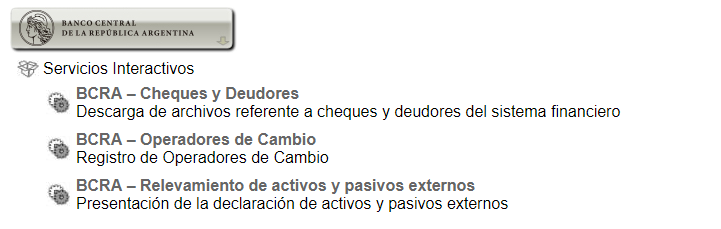 BANCO CENTRAL
DE LA REPÚBLICA ARGENTINA
Servicios Interactivos
BCRA – Cheques y Deudores
Descarga de archivos referente a cheques y deudores del sistema financiero
BCRA – Operadores de Cambio
Registro de Operadores de Cambio
BCRA – Relevamiento de activos y pasivos externos
Presentación de la declaración de activos y pasivos externos